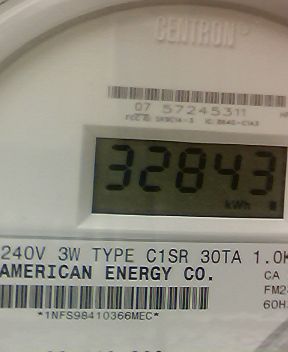 CENTRON®
07 57245311
32843
kWh
240V 3W TYPE C1SR 30TA 1.0K
AMERICAN ENERGY CO.
CA
FM2
60H
*1NFS98410366MEC*